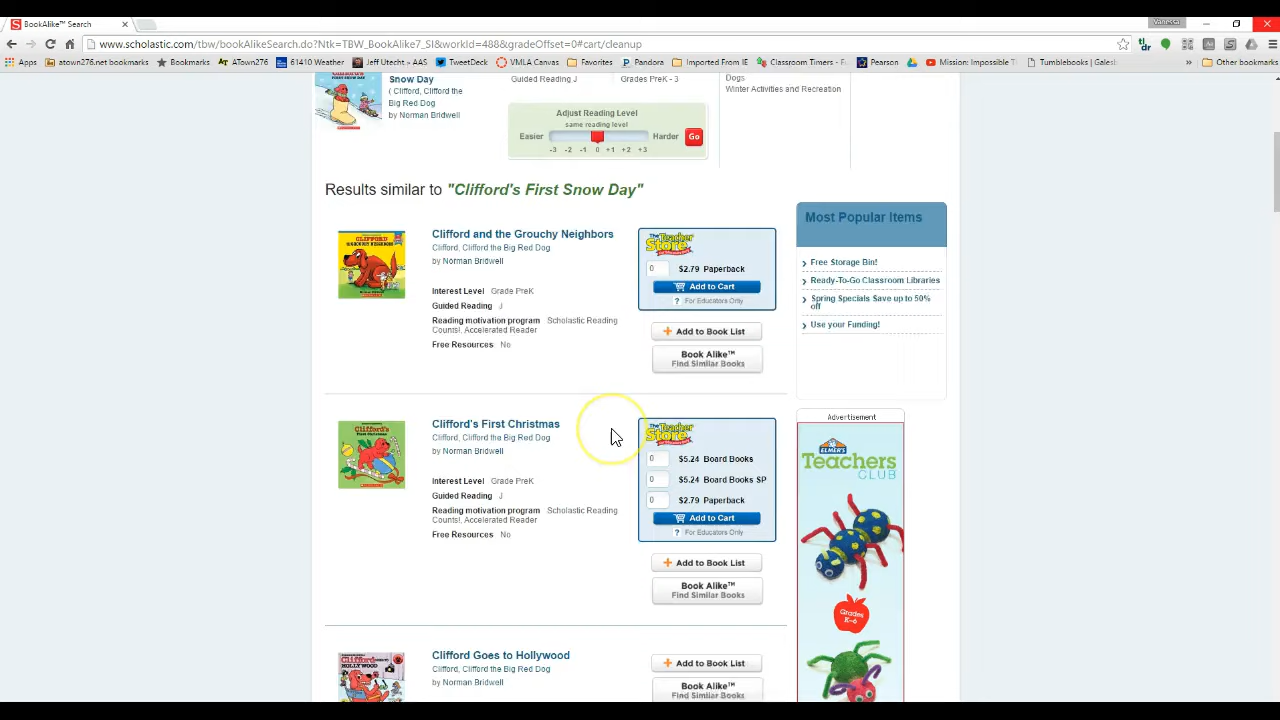 BookAlike™ Search
Vanessa
www.scholastic.com/tbw/bookAlikeSearch.do?Ntk=TBW_BookAlike7_SI&workId=488&gradeOffset=0#cart/cleanup
Apps atown276.net bookmarks Bookmarks ATown276 61410 Weather Jeff Utecht > AAS TweetDeck VMLA Canvas Favorites Pandora Imported From IE Classroom Timers - Fu Pearson Mission: Impossible T Tumblebooks | Galesb » Other bookmarks
Snow Day
( Clifford, Clifford the
Big Red Dog
by Norman Bridwell
Guided Reading J
Grades PreK - 3
Dogs
Winter Activities and Recreation
Adjust Reading Level
same reading level
Easier Harder Go
-3 -2 -1 0 +1 +2 +3
Results similar to "Clifford's First Snow Day"
Clifford and the Grouchy Neighbors
Clifford, Clifford the Big Red Dog
by Norman Bridwell
Interest Level Grade PreK
Guided Reading J
Reading motivation program Scholastic Reading
Counts!, Accelerated Reader
Free Resources No
The Teacher
Store
0 $2.79 Paperback
Add to Cart
? For Educators Only
+ Add to Book List
Book Alike™
Find Similar Books
Most Popular Items
Free Storage Bin!
Ready-To-Go Classroom Libraries
Spring Specials Save up to 50%
off
Use your Funding!
Clifford's First Christmas
Clifford, Clifford the Big Red Dog
by Norman Bridwell
Interest Level Grade PreK
Guided Reading J
Reading motivation program Scholastic Reading
Counts!, Accelerated Reader
Free Resources No
The Teacher
Store
0 $5.24 Board Books
0 $5.24 Board Books SP
0 $2.79 Paperback
Add to Cart
? For Educators Only
+ Add to Book List
Book Alike™
Find Similar Books
Advertisement
ELMER'S
Teachers
CLUB
Grades
K-6
Clifford Goes to Hollywood
Clifford, Clifford the Big Red Dog
by Norman Bridwell
+ Add to Book List
Book Alike™
Find Similar Books